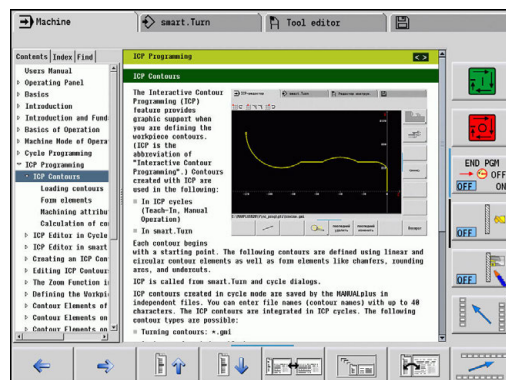 Machine
smart.Turn
Tool editor
Contents Index Find
Users Manual
Operating Panel
Basics
Introduction
Introduction and Fund
Basics of Operation
Machine Mode of Opera
Cycle Programming
ICP Programming
ICP Contours
Loading contours
Form elements
Machining attribu
Calculation of co
ICP Editor in Cycle
ICP Editor in smart
Creating an ICP Con
Editing ICP Contour
The Zoom Function i
Defining the Workpi
Contour Elements of
Contour Elements on
Contour Elements on
ICP Programming
ICP Contours
The Interactive Contour
Programming (ICP)
feature provides
graphic support when
you are defining the
workpiece contours.
(ICP is the
abbreviation of
"Interactive Contour
Programming".) Contours
created with ICP are
used in the following:
In ICP cycles
(Teach-In, Manual
Operation)
In smart.Turn
Each contour begins
with a starting point. The following contours are defined using linear and
circular contour elements as well as form elements like chamfers, rounding
arcs, and undercuts.
ICP is called from smart.Turn and cycle dialogs.
ICP contours created in cycle mode are saved by the MANUALplus in
independent files. You can enter file names (contour names) with up to 40
characters. The ICP contours are integrated in ICP cycles. The following
contour types are possible:
Turning contours: *.gmi
smart.Turn
END PGM
OFF
OFF ON
OFF
OFF